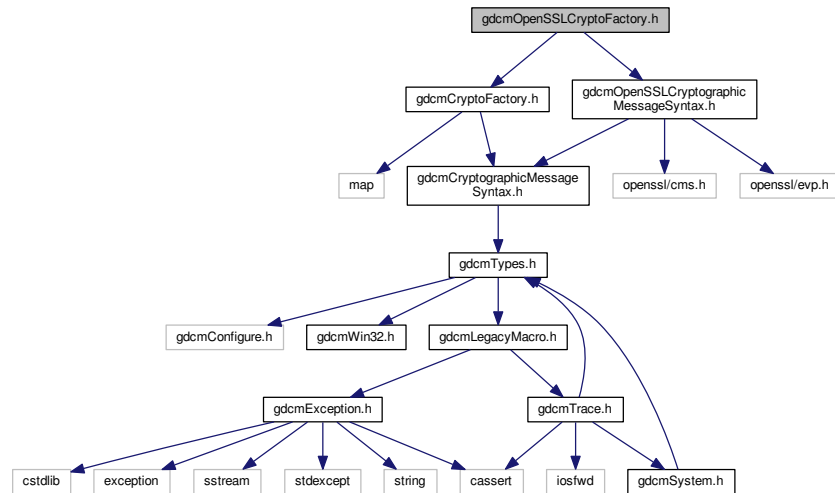 gdcmOpenSSLCryptoFactory.h
gdcmCryptoFactory.h
gdcmOpenSSLCryptographic
MessageSyntax.h
map
gdcmCryptographicMessage
Syntax.h
openssl/cms.h
openssl/evp.h
gdcmTypes.h
gdcmConfigure.h
gdcmWin32.h
gdcmLegacyMacro.h
gdcmException.h
gdcmTrace.h
cstdlib
exception
sstream
stdexcept
string
cassert
iosfwd
gdcmSystem.h